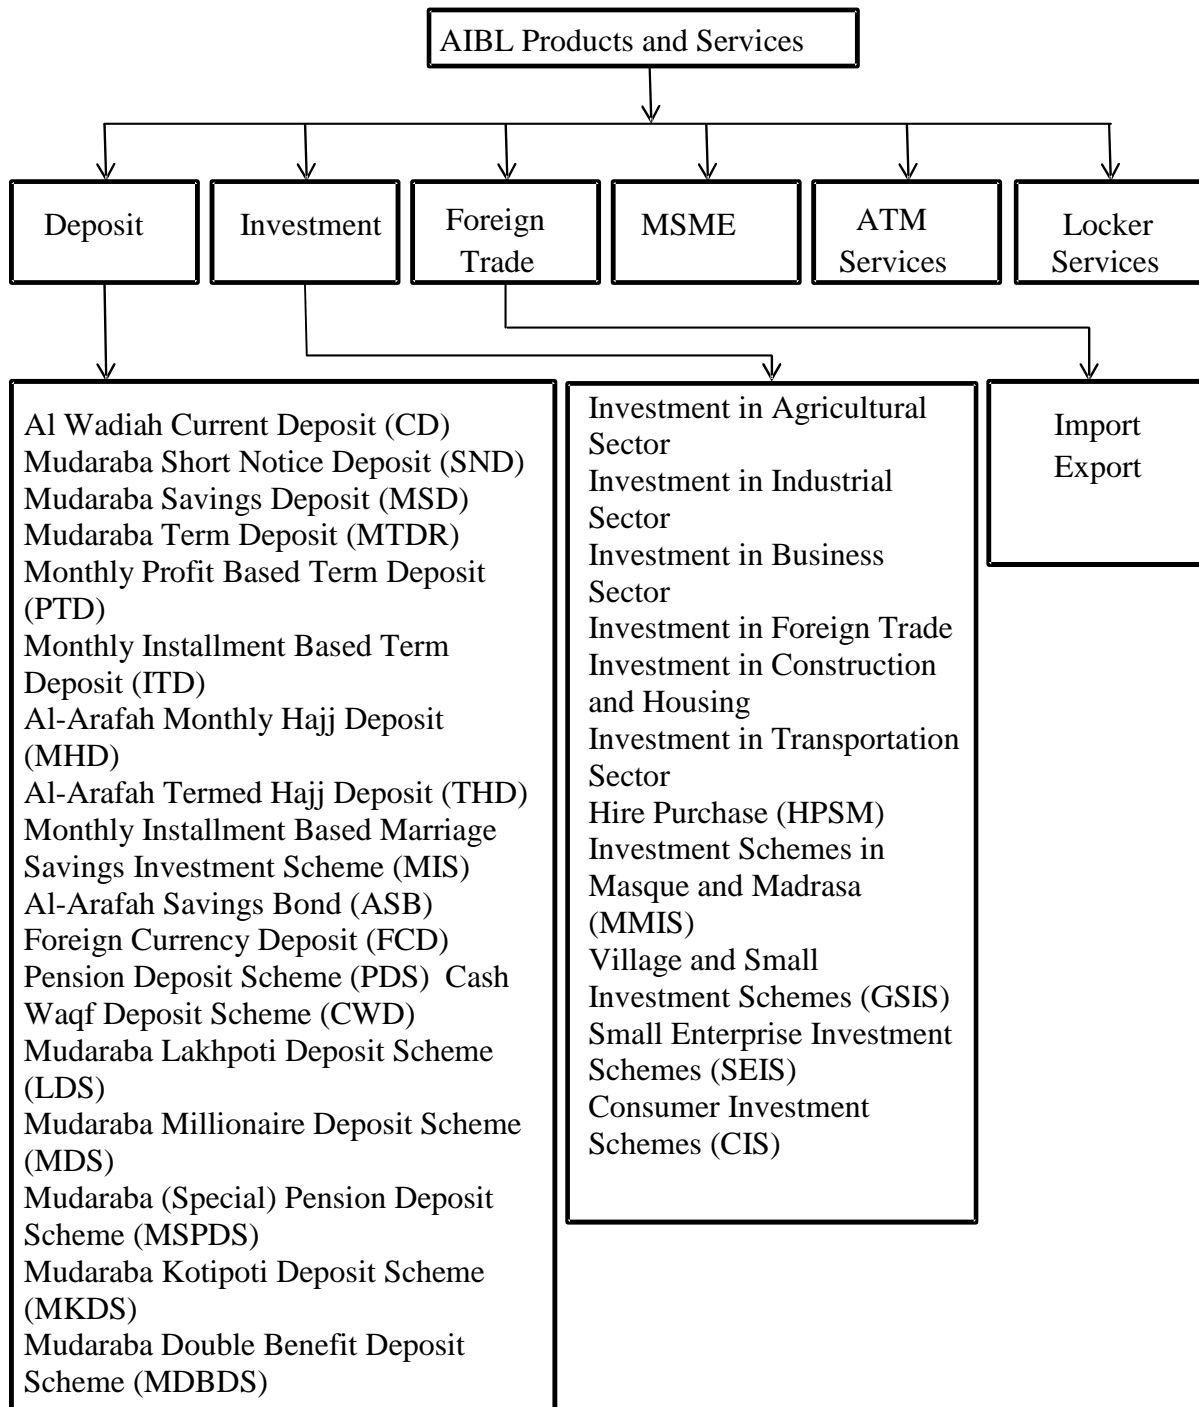 AIBL Products and Services
Deposit
Investment
Foreign
Trade
MSME
ATM
Services
Locker
Services
Al Wadiah Current Deposit (CD)
Mudaraba Short Notice Deposit (SND)
Mudaraba Savings Deposit (MSD)
Mudaraba Term Deposit (MTDR)
Monthly Profit Based Term Deposit
(PTD)
Monthly Installment Based Term
Deposit (ITD)
Al-Arafah Monthly Hajj Deposit
(MHD)
Al-Arafah Termed Hajj Deposit (THD)
Monthly Installment Based Marriage
Savings Investment Scheme (MIS)
Al-Arafah Savings Bond (ASB)
Foreign Currency Deposit (FCD)
Pension Deposit Scheme (PDS)  Cash
Waqf Deposit Scheme (CWD)
Mudaraba Lakhpoti Deposit Scheme
(LDS)
Mudaraba Millionaire Deposit Scheme
(MDS)
Mudaraba (Special) Pension Deposit
Scheme (MSPDS)
Mudaraba Kotipoti Deposit Scheme
(MKDS)
Mudaraba Double Benefit Deposit
Scheme (MDBDS)
Investment in Agricultural
Sector
Investment in Industrial
Sector
Investment in Business
Sector
Investment in Foreign Trade
Investment in Construction
and Housing
Investment in Transportation
Sector
Hire Purchase (HPSM)
Investment Schemes in
Masque and Madrasa
(MMIS)
Village and Small
Investment Schemes (GSIS)
Small Enterprise Investment
Schemes (SEIS)
Consumer Investment
Schemes (CIS)
Import
Export